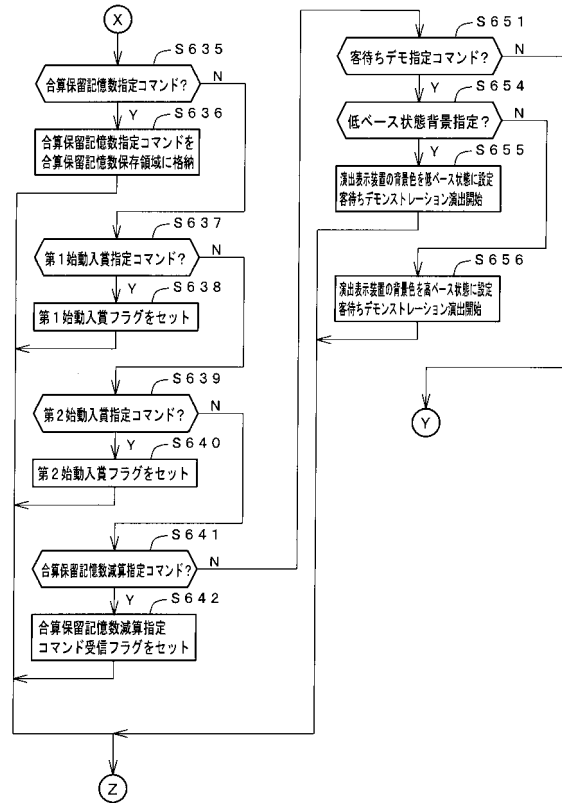 X
S635
合算保留記憶数指定コマンド?
N
Y
S636
合算保留記憶数指定コマンドを
合算保留記憶数保存領域に格納
S637
第1始動入賞指定コマンド?
N
Y
S638
第1始動入賞フラグをセット
S639
第2始動入賞指定コマンド?
N
Y
S640
第2始動入賞フラグをセット
S641
合算保留記憶数減算指定コマンド?
N
Y
S642
合算保留記憶数減算指定
コマンド受信フラグをセット
Z
S651
客待ちデモ指定コマンド?
N
Y
S654
低ベース状態背景指定?
N
Y
S655
演出表示装置の背景色を低ベース状態に設定
客待ちデモンストレーション演出開始
S656
演出表示装置の背景色を高ベース状態に設定
客待ちデモンストレーション演出開始
Y